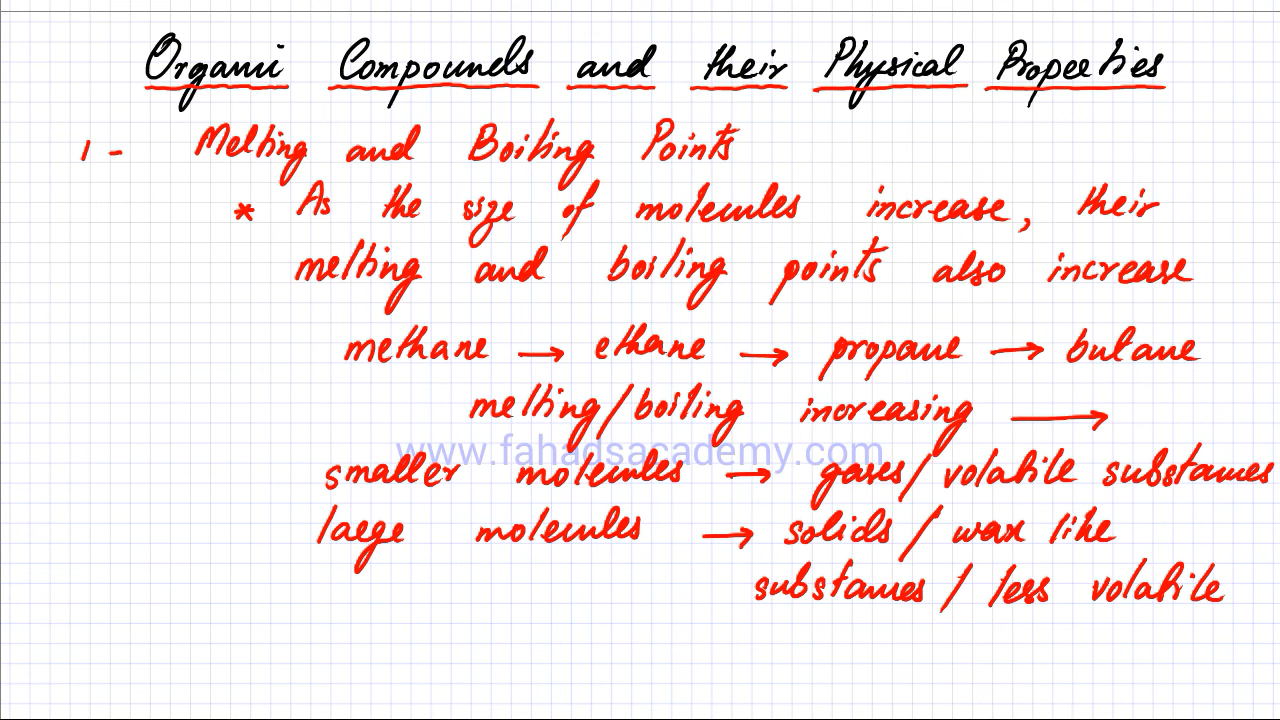 Organic Compounds and their Physical Properties
1 - Melting and Boiling Points
* As the size of molecules increase, their
melting and boiling points also increase
methane → ethane → propane → butane
melting/boiling increasing →
www.fahadsacademy.com
smaller molecules → gases/volatile substances
large molecules → solids/wax like
substances/less volatile